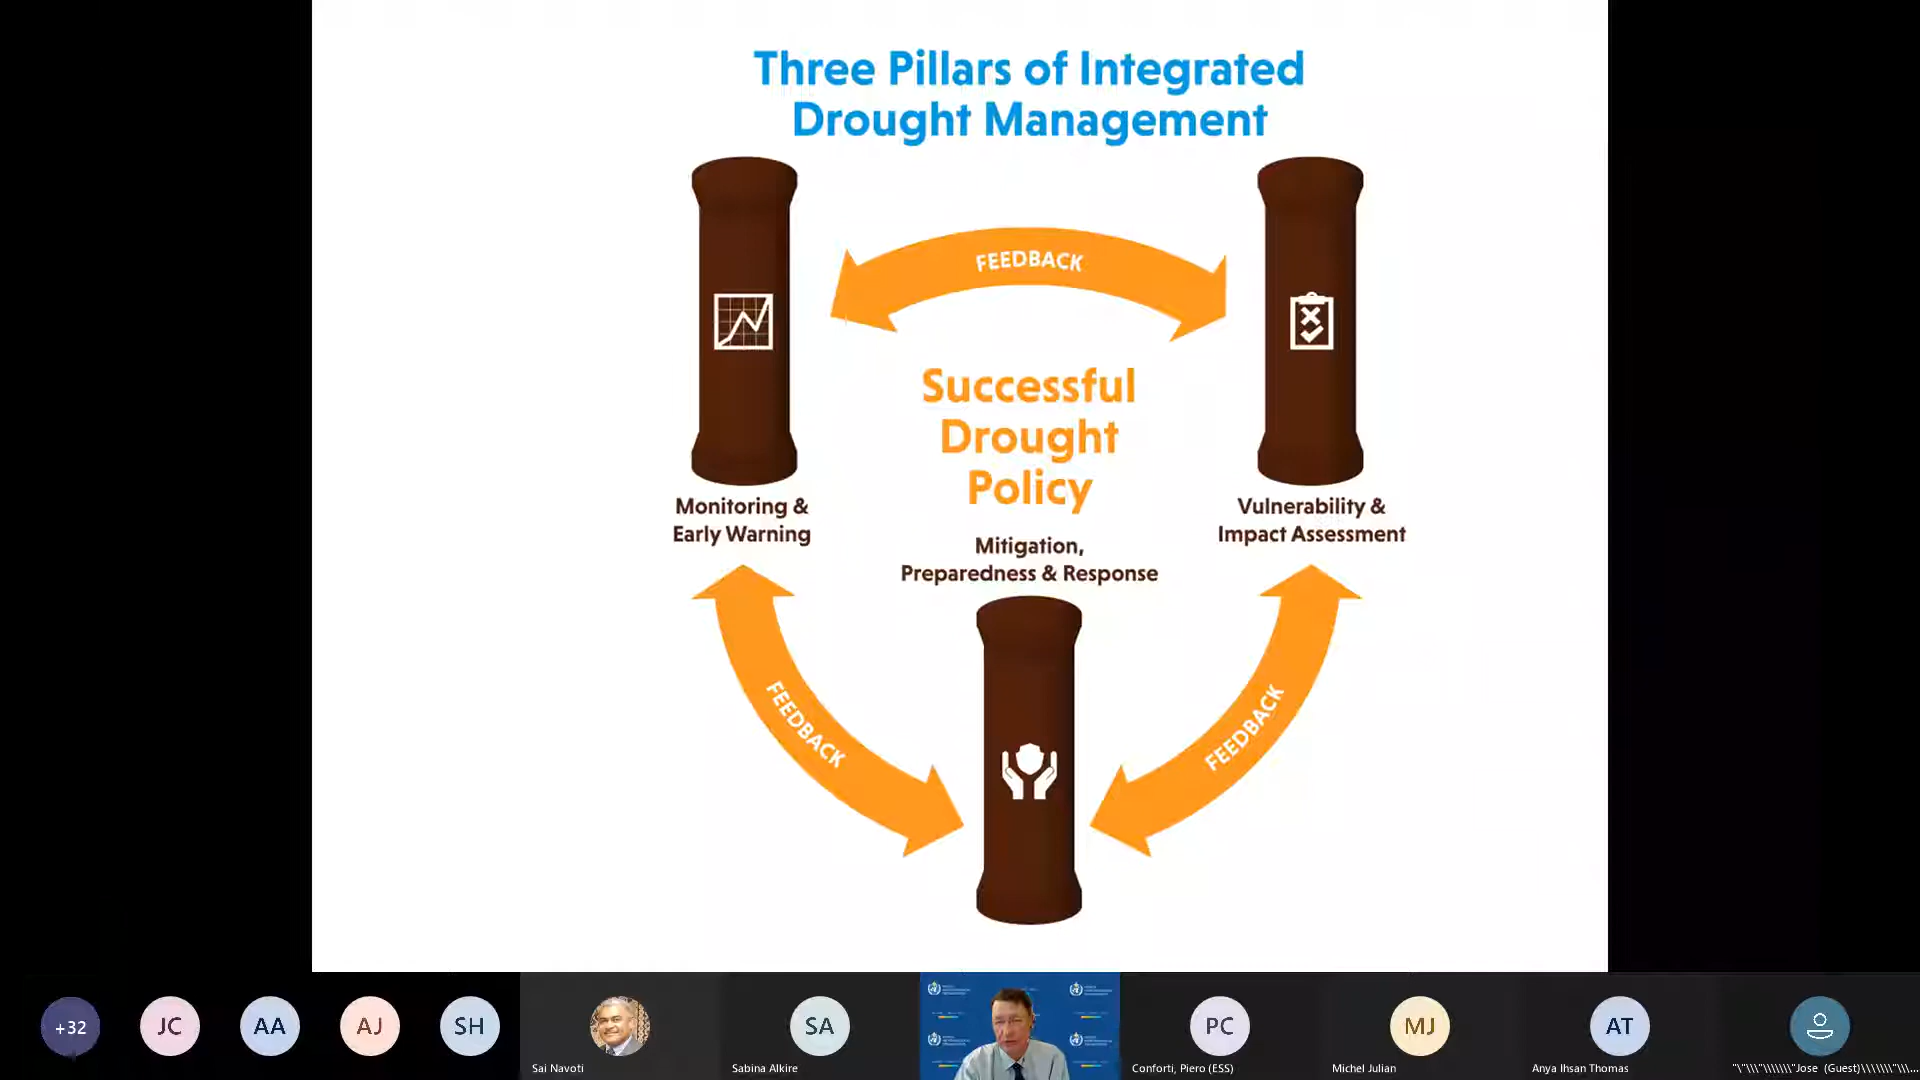 Three Pillars of Integrated
Drought Management
FEEDBACK
Successful
Drought
Policy
Monitoring &
Early Warning
Vulnerability &
Impact Assessment
Mitigation,
Preparedness & Response
FEEDBACK
FEEDBACK
+32
JC
AA
AJ
SH
Sai Navoti
SA
Sabina Alkire
PC
Conforti, Piero (ESS)
MJ
Michel Julian
AT
Anya Ihsan Thomas
"\"\\\"\\\\\\"Jose (Guest)\\\\\\\"\\...